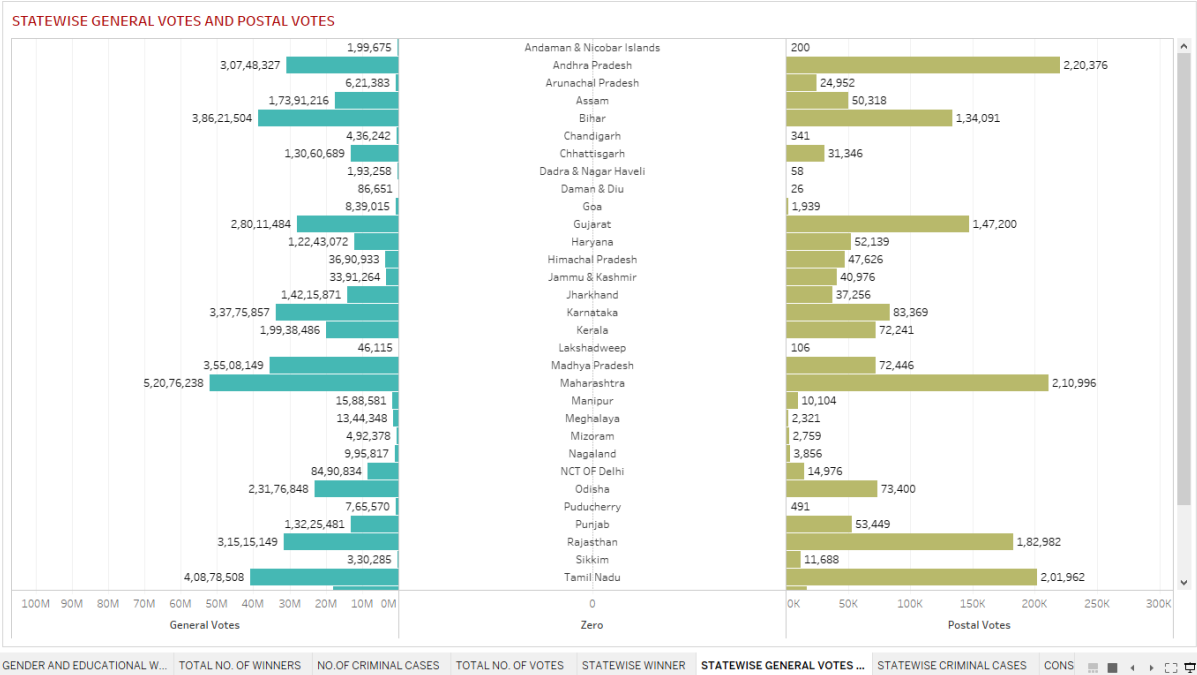 STATEWISE GENERAL VOTES AND POSTAL VOTES
1,99,675 Andaman & Nicobar Islands 200
3,07,48,327 Andhra Pradesh 2,20,376
6,21,383 Arunachal Pradesh 24,952
1,73,91,216 Assam 50,318
3,86,21,504 Bihar 1,34,091
4,36,242 Chandigarh 341
1,30,60,689 Chhattisgarh 31,346
1,93,258 Dadra & Nagar Haveli 58
86,651 Daman & Diu 26
8,39,015 Goa 1,939
2,80,11,484 Gujarat 1,47,200
1,22,43,072 Haryana 52,139
36,90,933 Himachal Pradesh 47,626
33,91,264 Jammu & Kashmir 40,976
1,42,15,871 Jharkhand 37,256
3,37,75,857 Karnataka 83,369
1,99,38,486 Kerala 72,241
46,115 Lakshadweep 106
3,55,08,149 Madhya Pradesh 72,446
5,20,76,238 Maharashtra 2,10,996
15,88,581 Manipur 10,104
13,44,348 Meghalaya 2,321
4,92,378 Mizoram 2,759
9,95,817 Nagaland 3,856
84,90,834 NCT OF Delhi 14,976
2,31,76,848 Odisha 73,400
7,65,570 Puducherry 491
1,32,25,481 Punjab 53,449
3,15,15,149 Rajasthan 1,82,982
3,30,285 Sikkim 11,688
4,08,78,508 Tamil Nadu 2,01,962
100M 90M 80M 70M 60M 50M 40M 30M 20M 10M 0M 0 0K 50K 100K 150K 200K 250K 300K
General Votes Zero Postal Votes
GENDER AND EDUCATIONAL W... TOTAL NO. OF WINNERS NO.OF CRIMINAL CASES TOTAL NO. OF VOTES STATEWISE WINNER STATEWISE GENERAL VOTES ... STATEWISE CRIMINAL CASES CONS